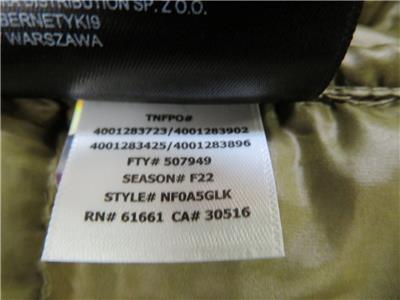 DISTRIBUTION SP. Z O.O.
BERNETYKI9
WARSZAWA
TNFPO#
4001283723/4001283902
4001283425/4001283896
FTY# 507949
SEASON# F22
STYLE# NF0A5GLK
RN# 61661 CA# 30516